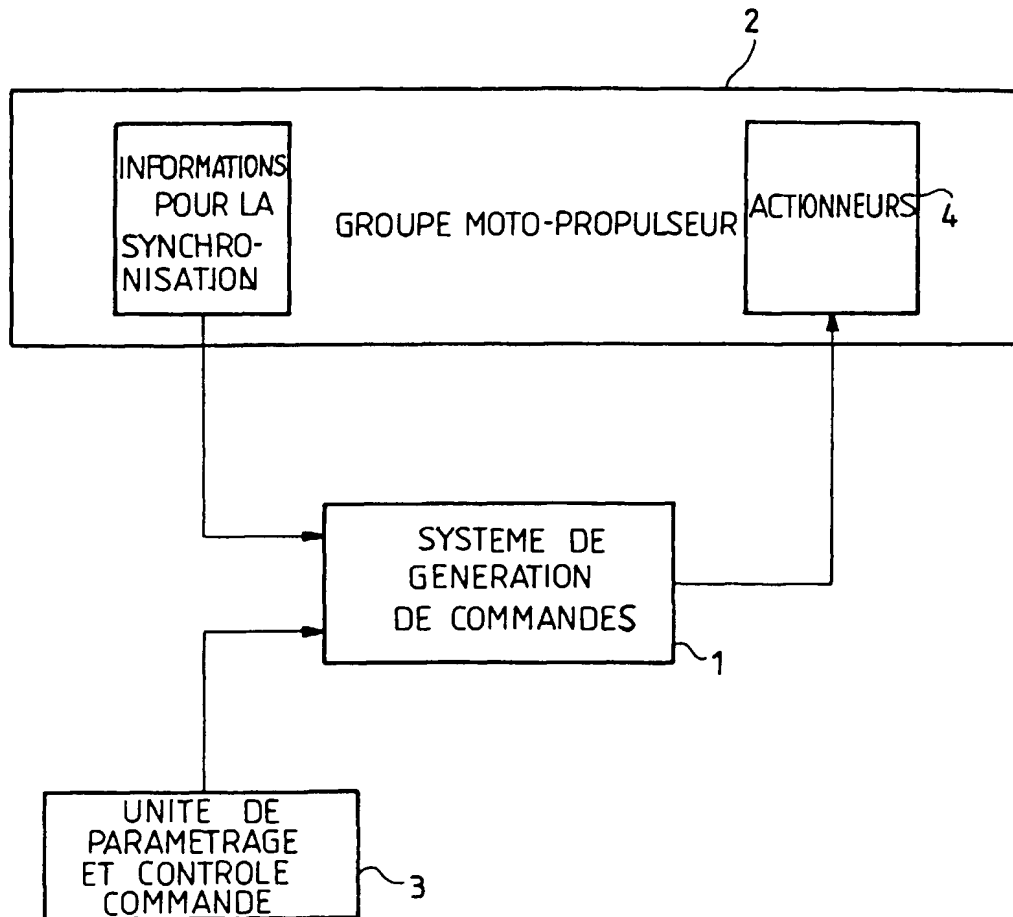 2
INFORMATIONS
POUR LA
SYNCHRO-
NISATION
GROUPE MOTO-PROPULSEUR
ACTIONNEURS
4
SYSTEME DE
GENERATION
DE COMMANDES
1
UNITE DE
PARAMETRAGE
ET CONTROLE
COMMANDE
3